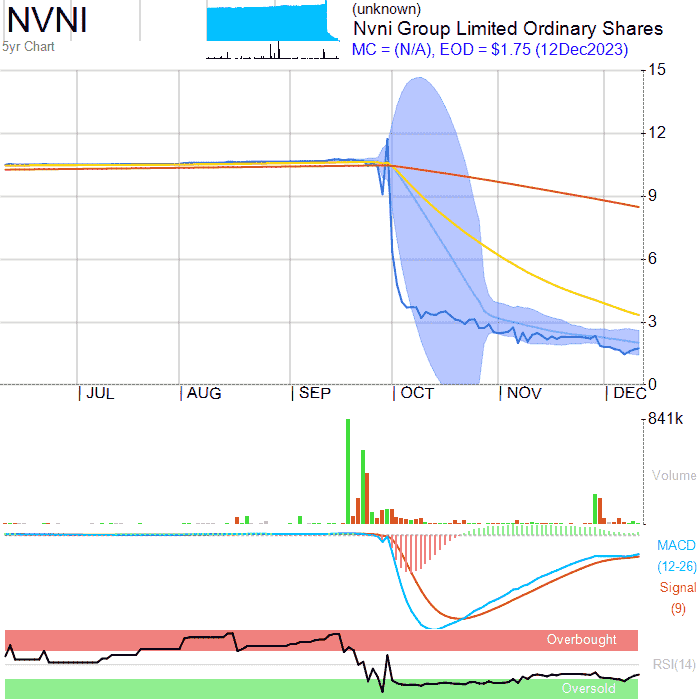 NVNI
5yr Chart
(unknown)
Nvni Group Limited Ordinary Shares
MC = (N/A), EOD = $1.75 (12Dec2023)
15
12
9
6
3
0
JUL
AUG
SEP
OCT
NOV
DEC
841k
Volume
MACD
(12-26)
Signal
(9)
Overbought
RSI(14)
Oversold